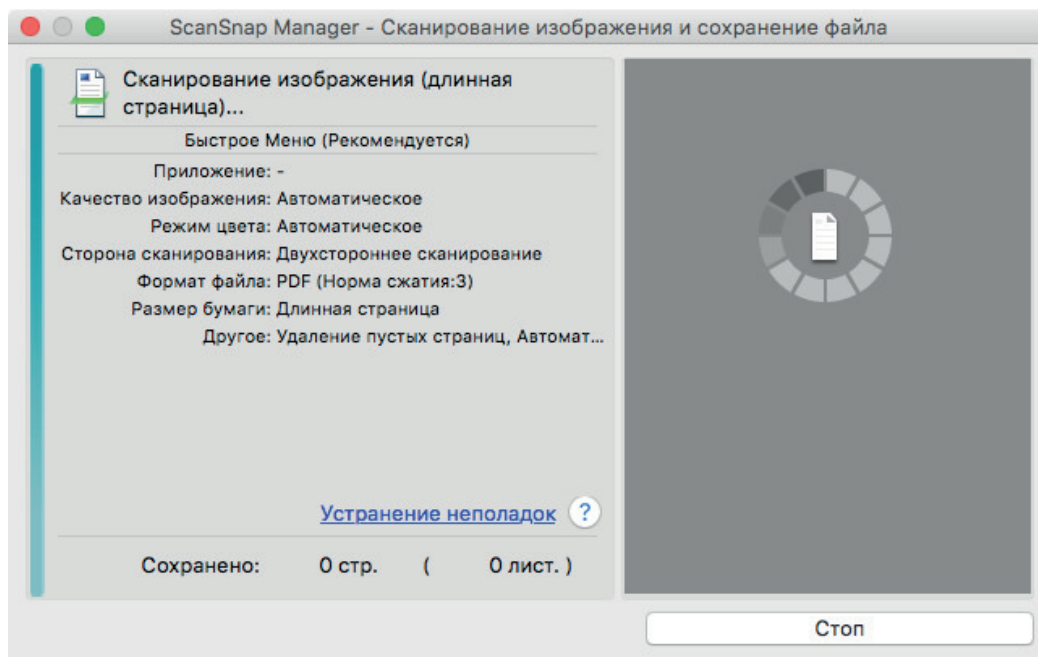 ScanSnap Manager - Сканирование изображения и сохранение файла
Сканирование изображения (длинная
страница)...
Быстрое Меню (Рекомендуется)
Приложение: -
Качество изображения: Автоматическое
Режим цвета: Автоматическое
Сторона сканирования: Двухстороннее сканирование
Формат файла: PDF (Норма сжатия:3)
Размер бумаги: Длинная страница
Другое: Удаление пустых страниц, Автомат...
Устранение неполадок ?
Сохранено: 0 стр. ( 0 лист. )
Стоп